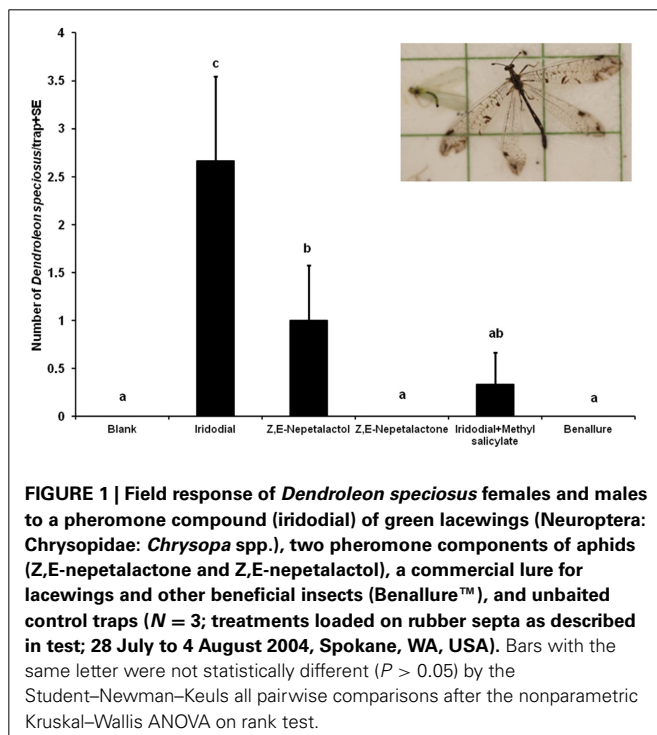 4
3.5
3
2.5
2
1.5
1
0.5
0
Number of Dendroleon speciosus/trap+SE
a
c
b
a
ab
a
Blank
Iridodial
Z,E-Nepetalactol
Z,E-Nepetalactone
Iridodial+Methyl
salicylate
Benallure
FIGURE 1 | Field response of Dendroleon speciosus females and males
to a pheromone compound (iridodial) of green lacewings (Neuroptera:
Chrysopidae: Chrysopa spp.), two pheromone components of aphids
(Z,E-nepetalactone and Z,E-nepetalactol), a commercial lure for
lacewings and other beneficial insects (Benallure™), and unbaited
control traps (N = 3; treatments loaded on rubber septa as described
in test; 28 July to 4 August 2004, Spokane, WA, USA). Bars with the
same letter were not statistically different (P > 0.05) by the
Student–Newman–Keuls all pairwise comparisons after the nonparametric
Kruskal–Wallis ANOVA on rank test.